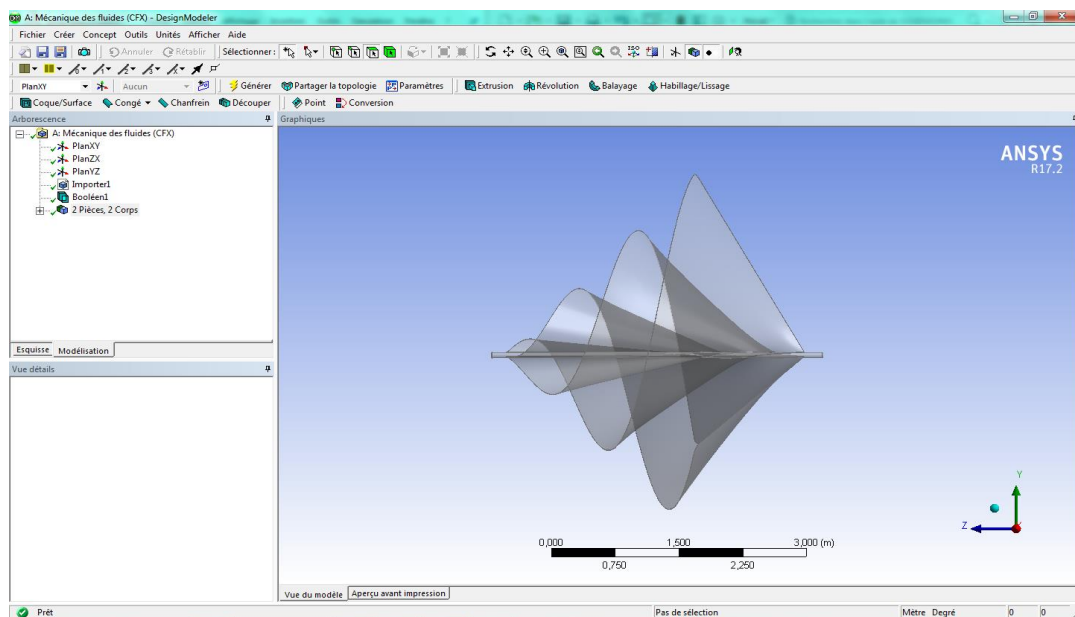 A: Mécanique des fluides (CFX) - DesignModeler
Fichier Créer Concept Outils Unités Affichage Aide
Annuler Rétablir Sélectionner: ISO
PlanXY Aucun Générer Partager la topologie Paramètres Extrusion Révolution Balayage Habillage/Lissage
Coque/Surface Congé Chanfrein Découper Point Conversion
Arborescence
A: Mécanique des fluides (CFX)
PlanXY
PlanZX
PlanYZ
Importer1
Booléen1
2 Pièces, 2 Corps
Esquisse Modélisation
Vue détails
Graphiques
ANSYS
R17.2
Y
Z
0,000 1,500 3,000 (m)
0,750 2,250
Vue du modèle Aperçu avant impression
Prêt Pas de sélection Mètre Degré 0 0